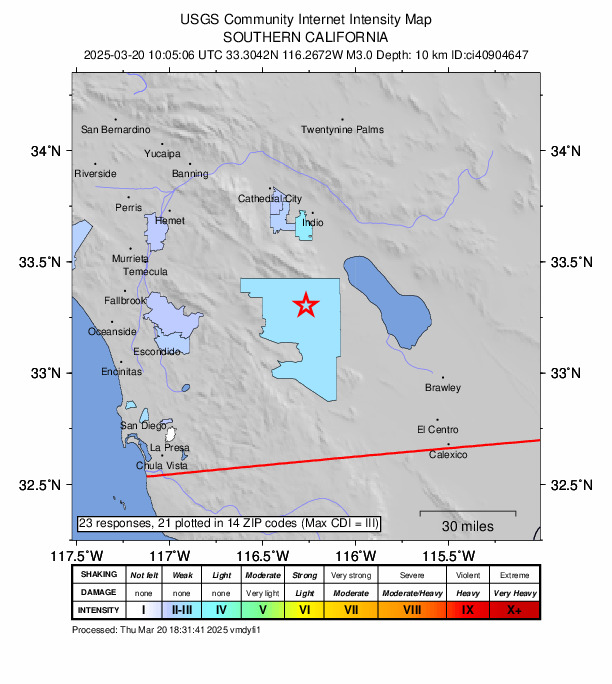 USGS Community Internet Intensity Map
SOUTHERN CALIFORNIA
2025-03-20 10:05:06 UTC 33.3042N 116.2672W M3.0 Depth: 10 km ID:ci40904647
San Bernardino
Twentynine Palms
34°N
34°N
Yucaipa
Riverside
Banning
Cathedral City
Perris
Hemet
Indio
33.5°N
33.5°N
Murrieta
Temecula
Fallbrook
Oceanside
Escondido
33°N
33°N
Encinitas
Brawley
San Diego
El Centro
La Presa
Calexico
Chula Vista
32.5°N
32.5°N
23 responses, 21 plotted in 14 ZIP codes (Max CDI = III)
30 miles
117.5°W 117°W 116.5°W 116°W 115.5°W
SHAKING Not felt Weak Light Moderate Strong Very strong Severe Violent Extreme
DAMAGE none none none Very light Light Moderate Moderate/Heavy Heavy Very Heavy
INTENSITY I II-III IV V VI VII VIII IX X+
Processed: Thu Mar 20 18:31:41 2025 vmdyfi1